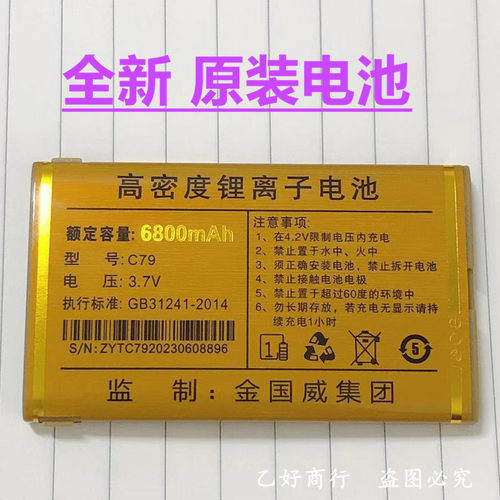 全新 原装电池
高密度锂离子电池
额定容量: 6800mAh
型 号: C79
电 压: 3.7V
执行标准: GB31241-2014
S/N: ZYTC7920230608896
注意事项:
1、在4.2V限制电压内充电
2、禁止置于水中、火中
3、须正确安装电池、禁止拆开电池
4、禁止接触电池电极
5、禁止置于超过60度的环境中
6、勿长期存放，若充电无显示请持
续充电1小时
1
5
监 制: 金国威集团
乙好商行 盗图必究